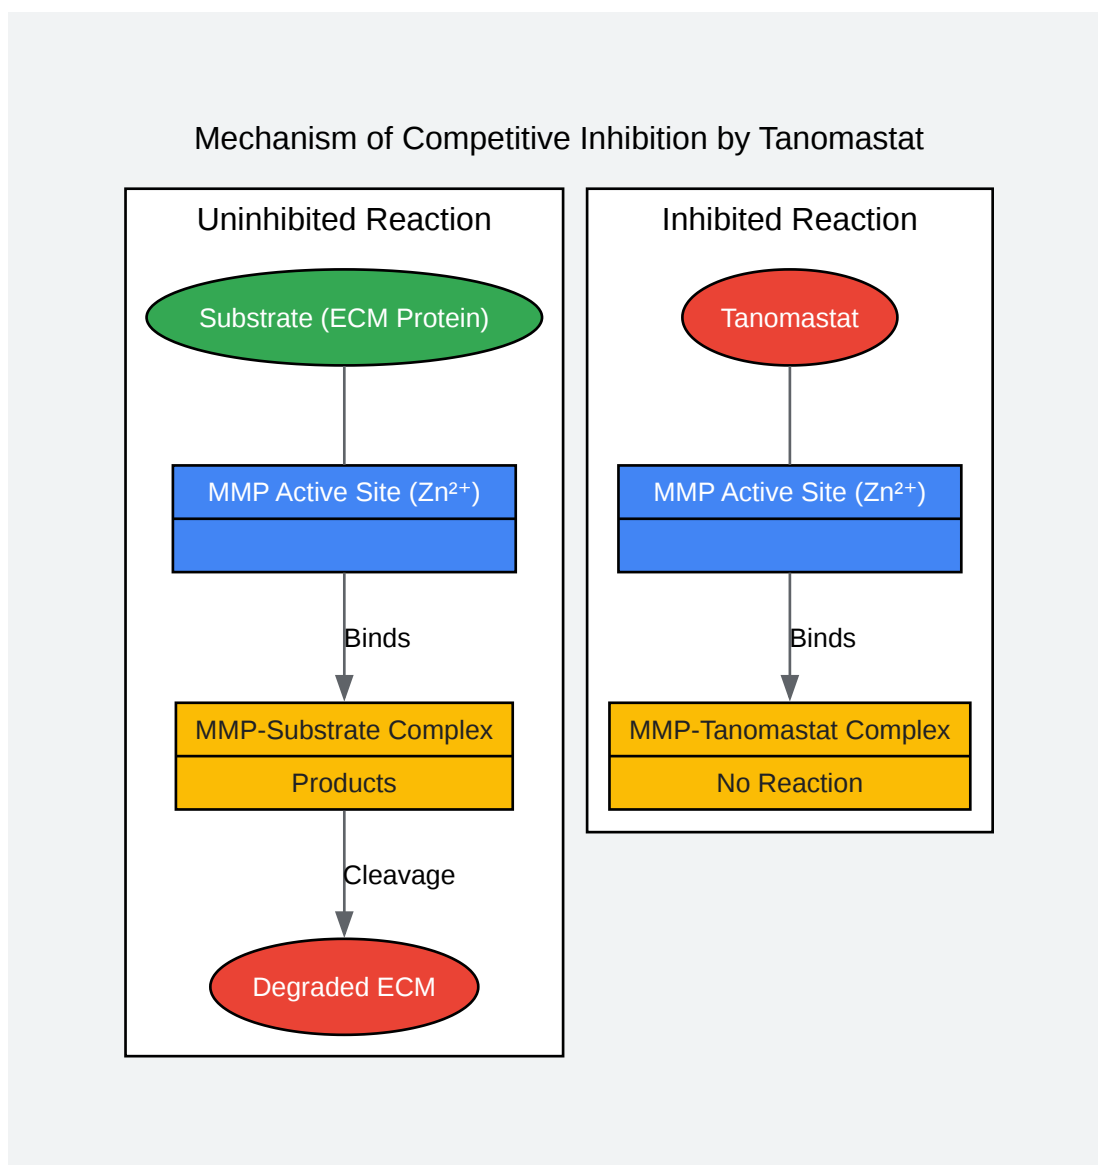 Mechanism of Competitive Inhibition by Tanomastat
Uninhibited Reaction
Substrate (ECM Protein)
MMP Active Site (Zn²⁺)
Binds
MMP-Substrate Complex
Products
Cleavage
Degraded ECM
Inhibited Reaction
Tanomastat
MMP Active Site (Zn²⁺)
Binds
MMP-Tanomastat Complex
No Reaction